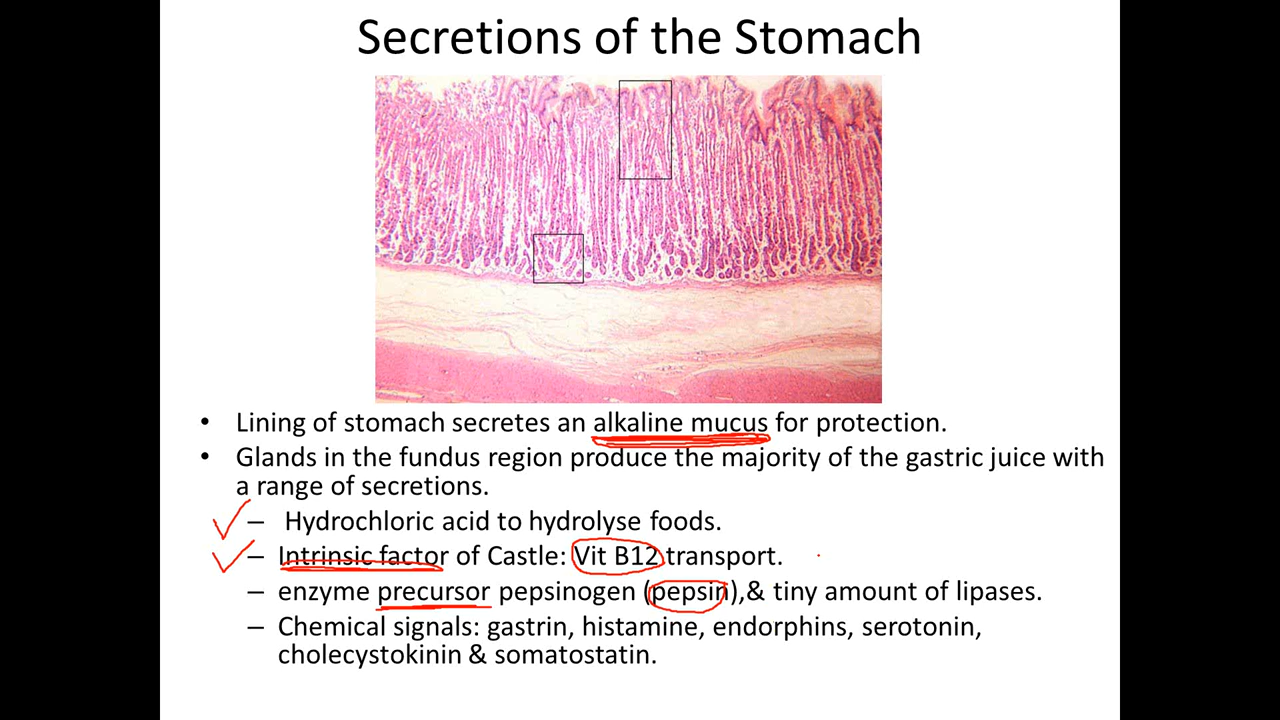 Secretions of the Stomach
• Lining of stomach secretes an alkaline mucus for protection.
• Glands in the fundus region produce the majority of the gastric juice with
a range of secretions.
– Hydrochloric acid to hydrolyse foods.
– Intrinsic factor of Castle: Vit B12 transport.
– enzyme precursor pepsinogen (pepsin),& tiny amount of lipases.
– Chemical signals: gastrin, histamine, endorphins, serotonin,
cholecystokinin & somatostatin.